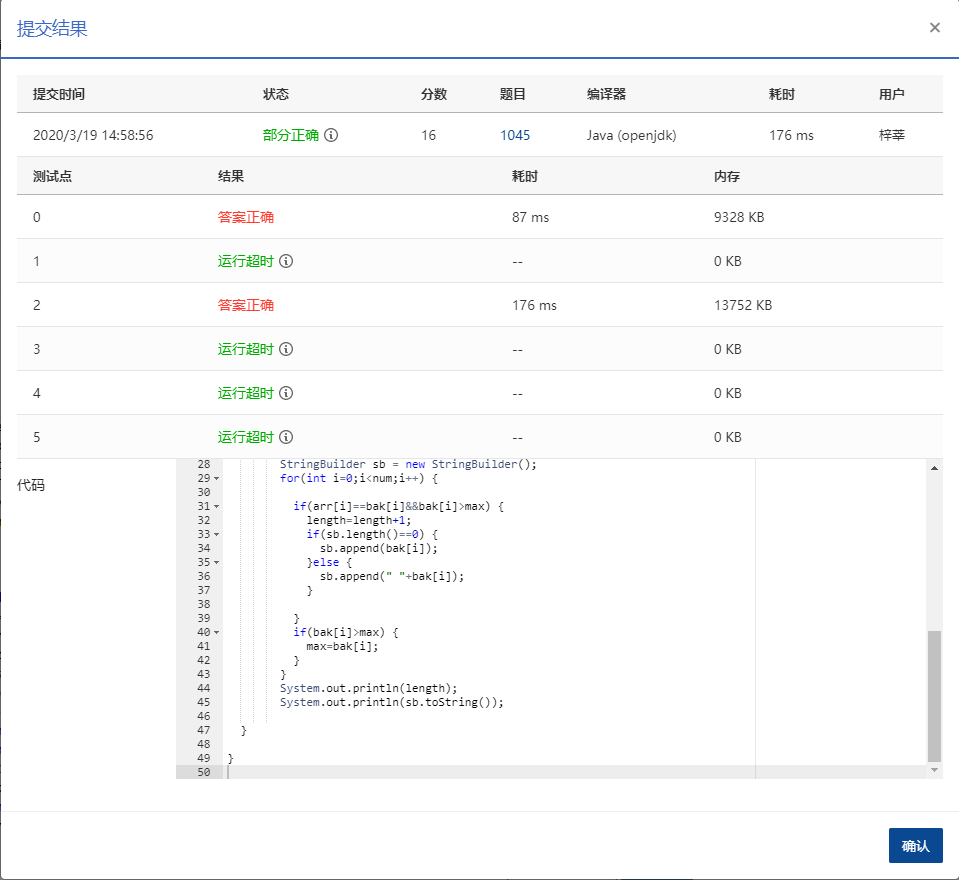 提交结果 ×
提交时间 状态 分数 题目 编译器 耗时 用户
2020/3/19 14:58:56 部分正确 16 1045 Java (openjdk) 176 ms 梓莘
测试点 结果 耗时 内存
0 答案正确 87 ms 9328 KB
1 运行超时 -- 0 KB
2 答案正确 176 ms 13752 KB
3 运行超时 -- 0 KB
4 运行超时 -- 0 KB
5 运行超时 -- 0 KB
代码
28 StringBuilder sb = new StringBuilder();
29 for(int i=0;i<num;i++) {
30
31 if(arr[i]==bak[i]&&bak[i]>max) {
32 length=length+1;
33 if(sb.length()==0) {
34 sb.append(bak[i]);
35 }else {
36 sb.append(" "+bak[i]);
37 }
38
39 }
40 if(bak[i]>max) {
41 max=bak[i];
42 }
43 }
44 System.out.println(length);
45 System.out.println(sb.toString());
46
47 }
48
49 }
50
确认